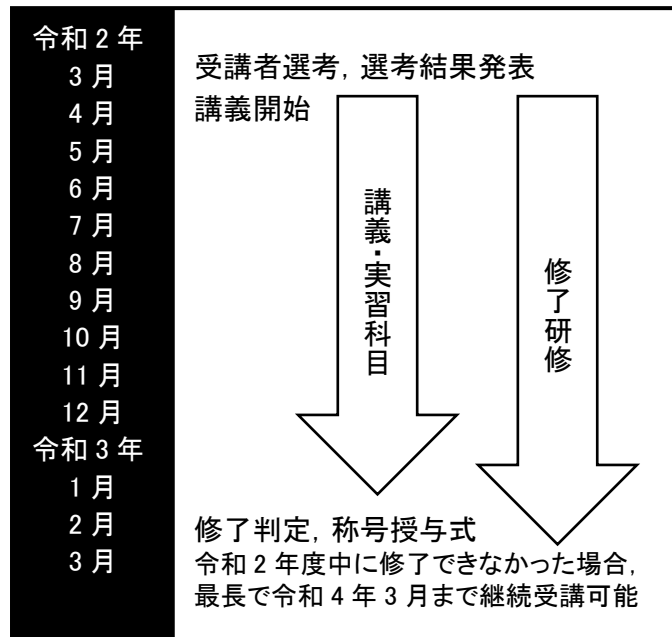 令和2年
3月
受講者選考，選考結果発表
4月
講義開始
5月
6月
7月
8月
9月
10月
11月
12月
令和3年
1月
2月
3月
講義・実習科目
修了研修
修了判定，称号授与式
令和2年度中に修了できなかった場合，
最長で令和4年3月まで継続受講可能